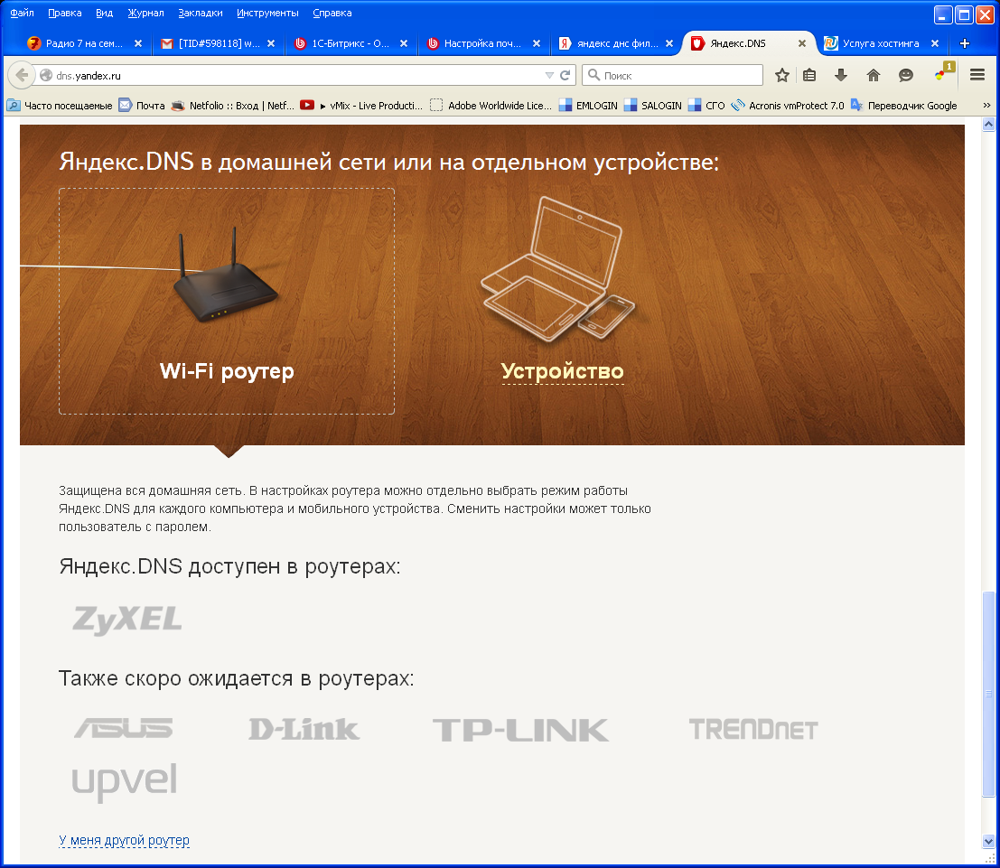 Файл Правка Вид Журнал Закладки Инструменты Справка
Радио 7 на сем... [TID#598118] w... 1С-Битрикс - О... Настройка поч... яндекс днс фил... Яндекс.DNS Услуга хостинга
dns.yandex.ru Поиск 1
Часто посещаемые Почта Netfolio :: Вход | Netf... ▸ vMix - Live Producti... Adobe Worldwide Lice... EMLOGIN SALOGIN СГО Acronis vmProtect 7.0 Переводчик Google
Яндекс.DNS в домашней сети или на отдельном устройстве:
Wi-Fi роутер Устройство
Защищена вся домашняя сеть. В настройках роутера можно отдельно выбрать режим работы
Яндекс.DNS для каждого компьютера и мобильного устройства. Сменить настройки может только
пользователь с паролем.
Яндекс.DNS доступен в роутерах:
ZyXEL
Также скоро ожидается в роутерах:
ASUS D-Link TP-LINK TRENDNET
upvel
У меня другой роутер